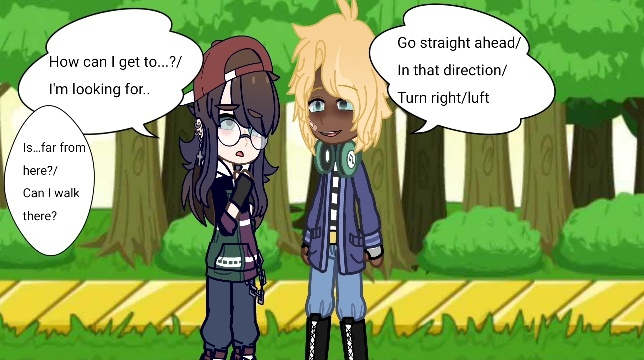 How can I get to...?/
I'm looking for..
Is...far from
here?/
Can I walk
there?
Go straight ahead/
In that direction/
Turn right/luft